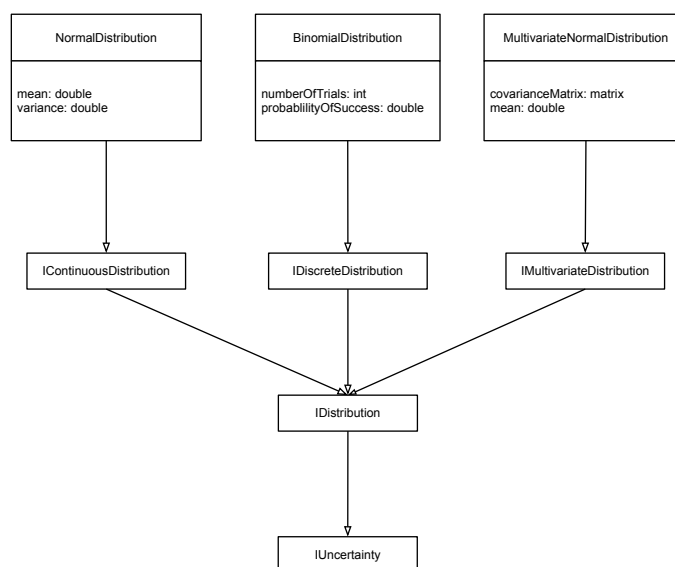 NormalDistribution
mean: double
variance: double
BinomialDistribution
numberOfTrials: int
probablilityOfSuccess: double
MultivariateNormalDistribution
covarianceMatrix: matrix
mean: double
IContinuousDistribution
IDiscreteDistribution
IMultivariateDistribution
IDistribution
IUncertainty